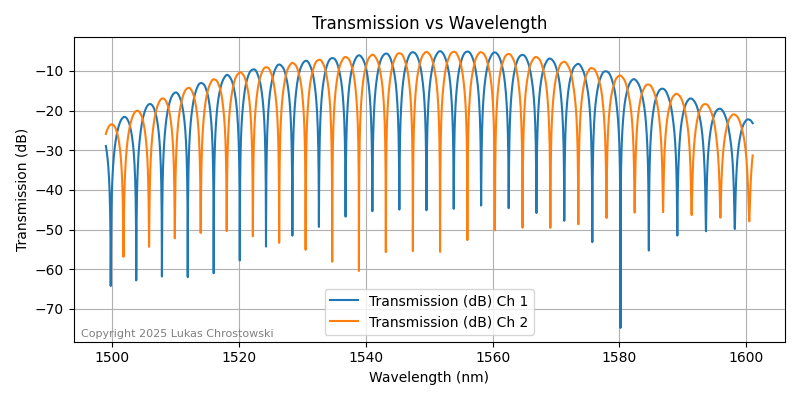 Transmission vs Wavelength
Transmission (dB)
−10
−20
−30
−40
−50
−60
−70
Transmission (dB) Ch 1
Transmission (dB) Ch 2
Copyright 2025 Lukas Chrostowski
1500 1520 1540 1560 1580 1600
Wavelength (nm)